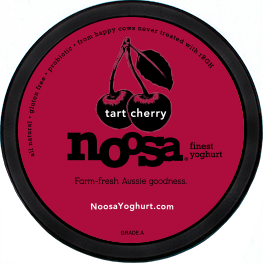 all natural • gluten free • probiotic • from happy cows never treated with rBGH
tart cherry
noosa®
finest
yoghurt
Farm-fresh Aussie goodness.
NoosaYoghurt.com
GRADE A